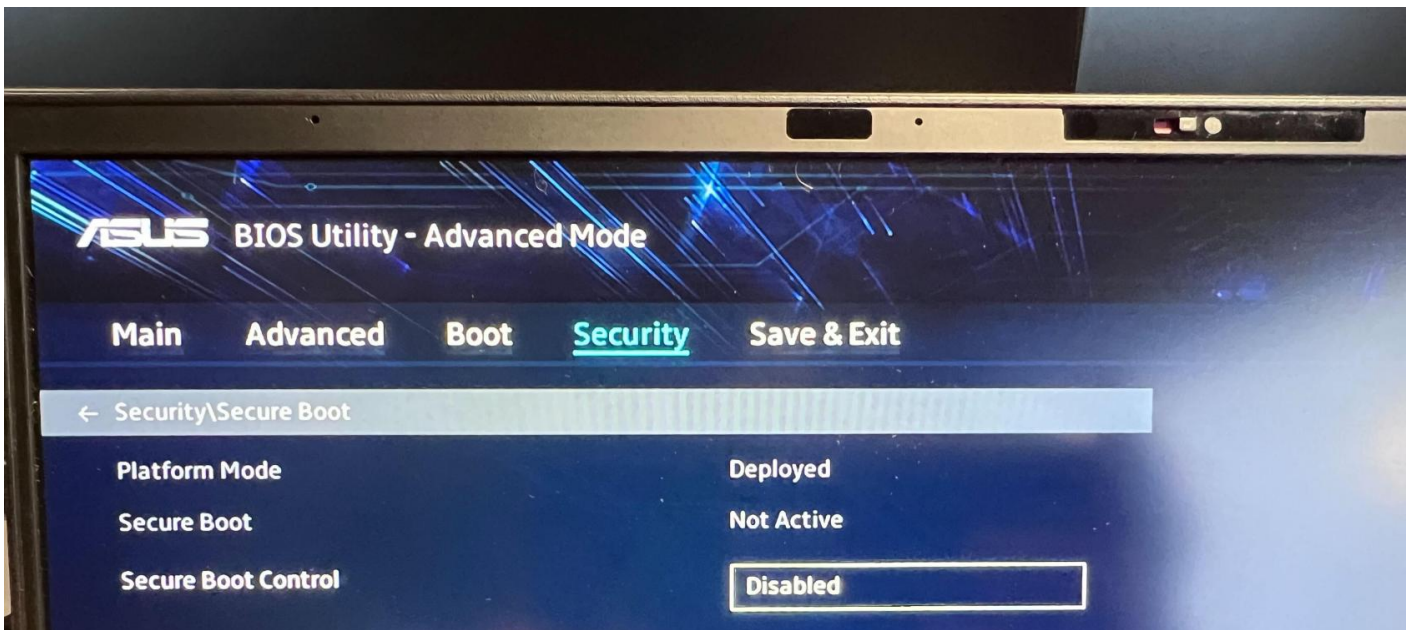 ASUS BIOS Utility - Advanced Mode
Main Advanced Boot Security Save & Exit
← Security\Secure Boot
Platform Mode Deployed
Secure Boot Not Active
Secure Boot Control Disabled